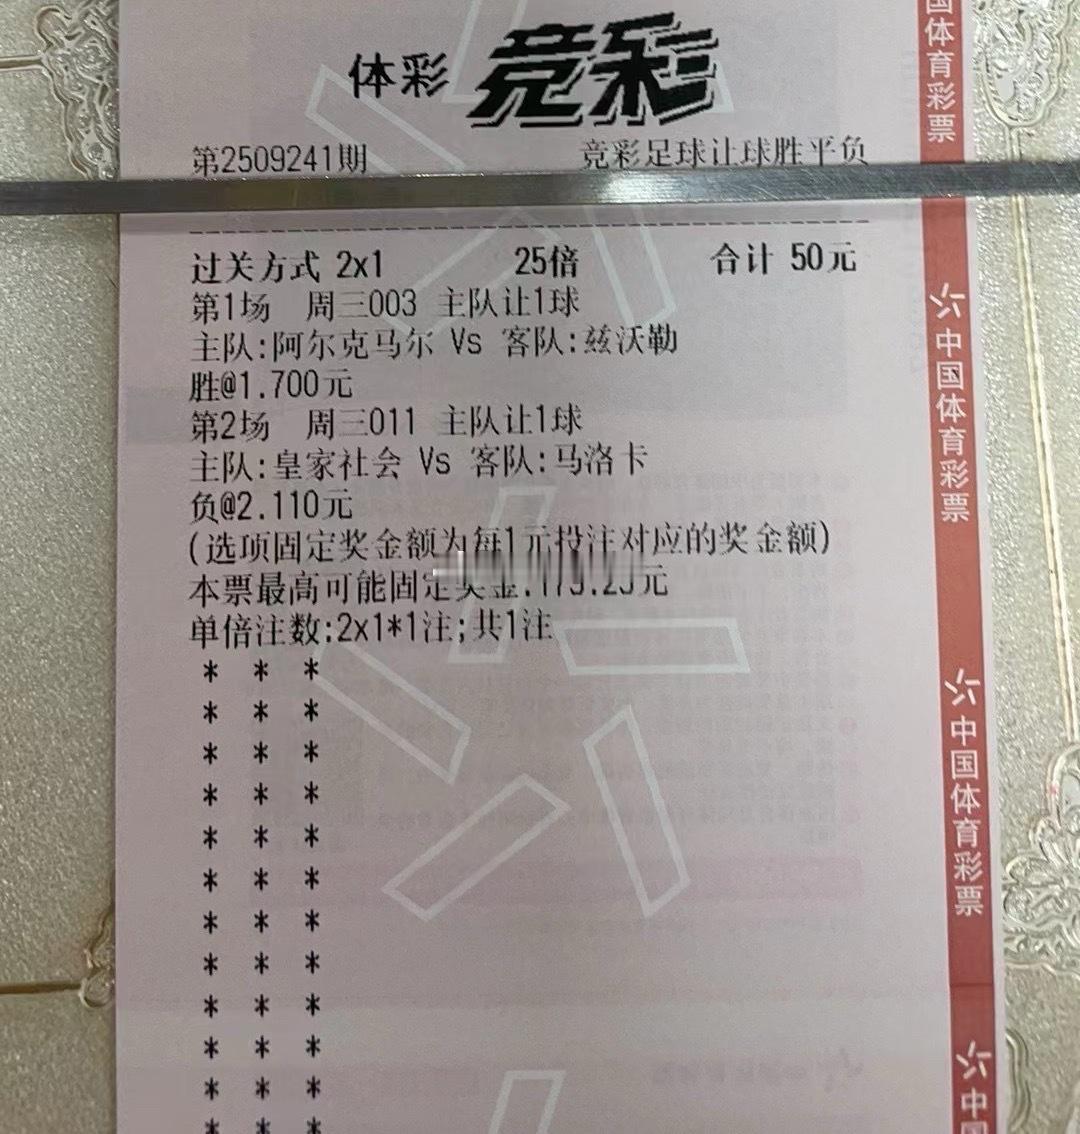 体彩 竞彩
第2509241期 竞彩足球让球胜平负
过关方式 2x1 25倍 合计 50元
第1场 周三003 主队让1球
主队:阿尔克马尔 Vs 客队:兹沃勒
胜@1.700元
第2场 周三011 主队让1球
主队:皇家社会 Vs 客队:马洛卡
负@2.110元
(选项固定奖金额为每1元投注对应的奖金额)
本票最高可能固定奖金:179.25元
单倍注数:2x1*1注;共1注
* * *
* * *
* * *
* * *
* * *
* * *
* * *
* * *
* * *
* * *
* * *
* * *
国体育彩票
中国体育彩票
中国体育彩票
中国